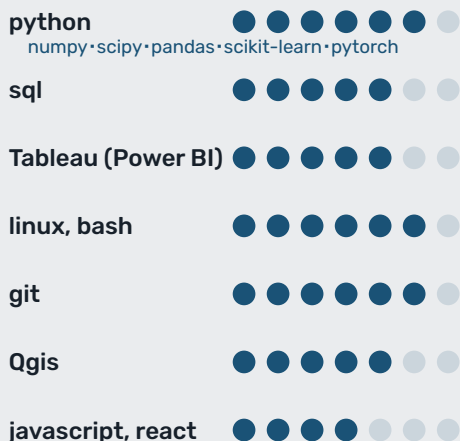 python
numpy·scipy·pandas·scikit-learn·pytorch
sql
Tableau (Power BI)
linux, bash
git
Qgis
javascript, react